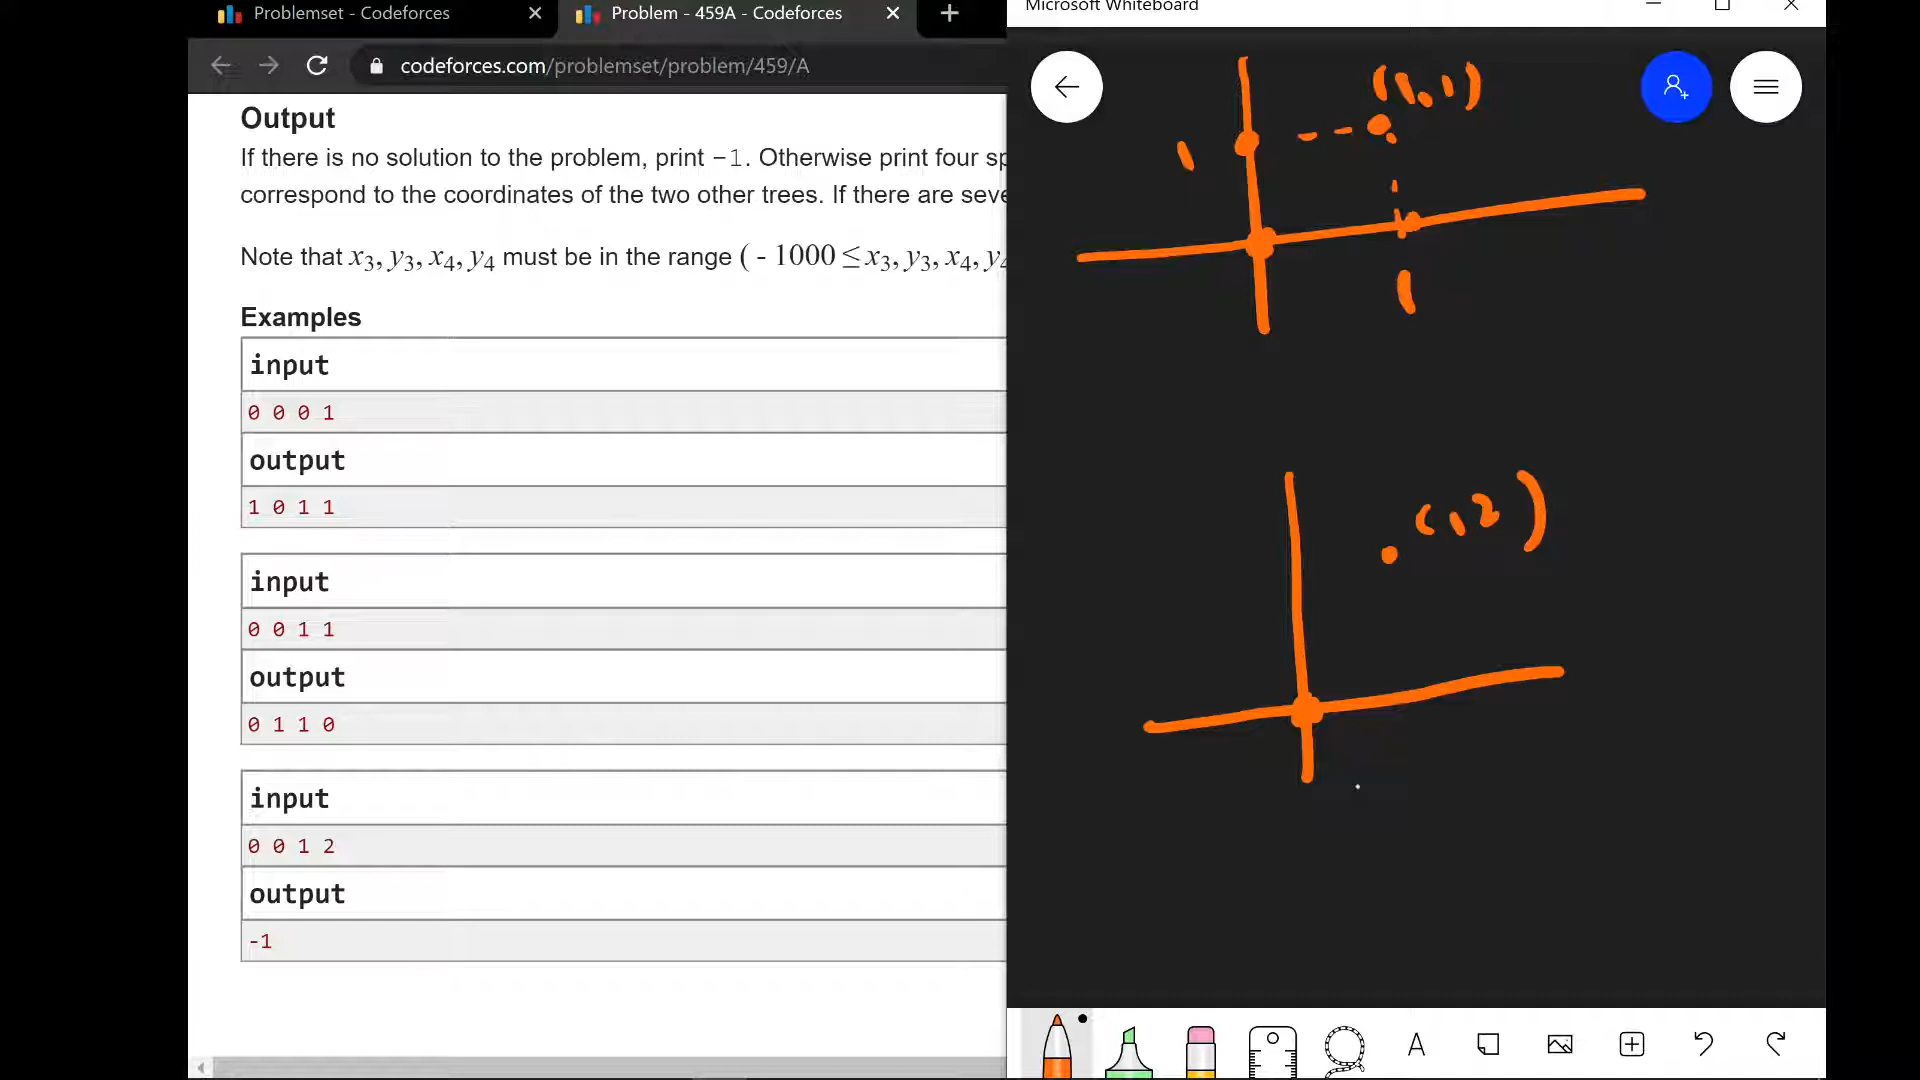 Problemset - Codeforces
Problem - 459A - Codeforces
Microsoft Whiteboard
codeforces.com/problemset/problem/459/A
Output
If there is no solution to the problem, print −1. Otherwise print four sp
correspond to the coordinates of the two other trees. If there are seve
Note that x3, y3, x4, y4 must be in the range ( - 1000 ≤ x3, y3, x4, y4
Examples
input
0 0 0 1
output
1 0 1 1
input
0 0 1 1
output
0 1 1 0
input
0 0 1 2
output
-1
(1,1)
1
1
(1,2)
A